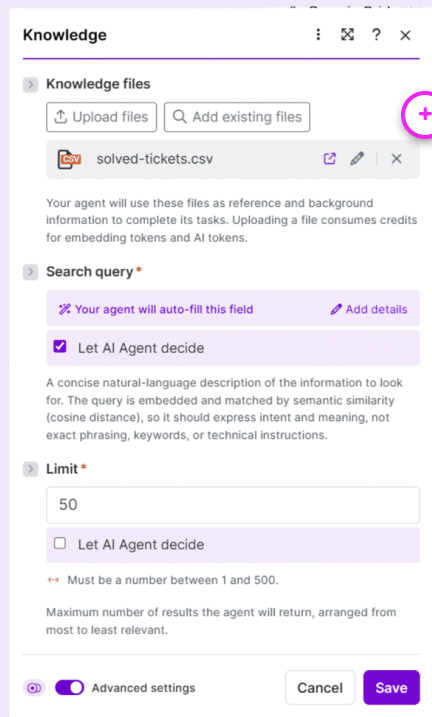 Knowledge
Knowledge files
Upload files
Add existing files
CSV
solved-tickets.csv
Your agent will use these files as reference and background
information to complete its tasks. Uploading a file consumes credits
for embedding tokens and AI tokens.
Search query*
Your agent will auto-fill this field
Add details
Let AI Agent decide
A concise natural-language description of the information to look
for. The query is embedded and matched by semantic similarity
(cosine distance), so it should express intent and meaning, not
exact phrasing, keywords, or technical instructions.
Limit*
50
Let AI Agent decide
Must be a number between 1 and 500.
Maximum number of results the agent will return, arranged from
most to least relevant.
Advanced settings
Cancel
Save